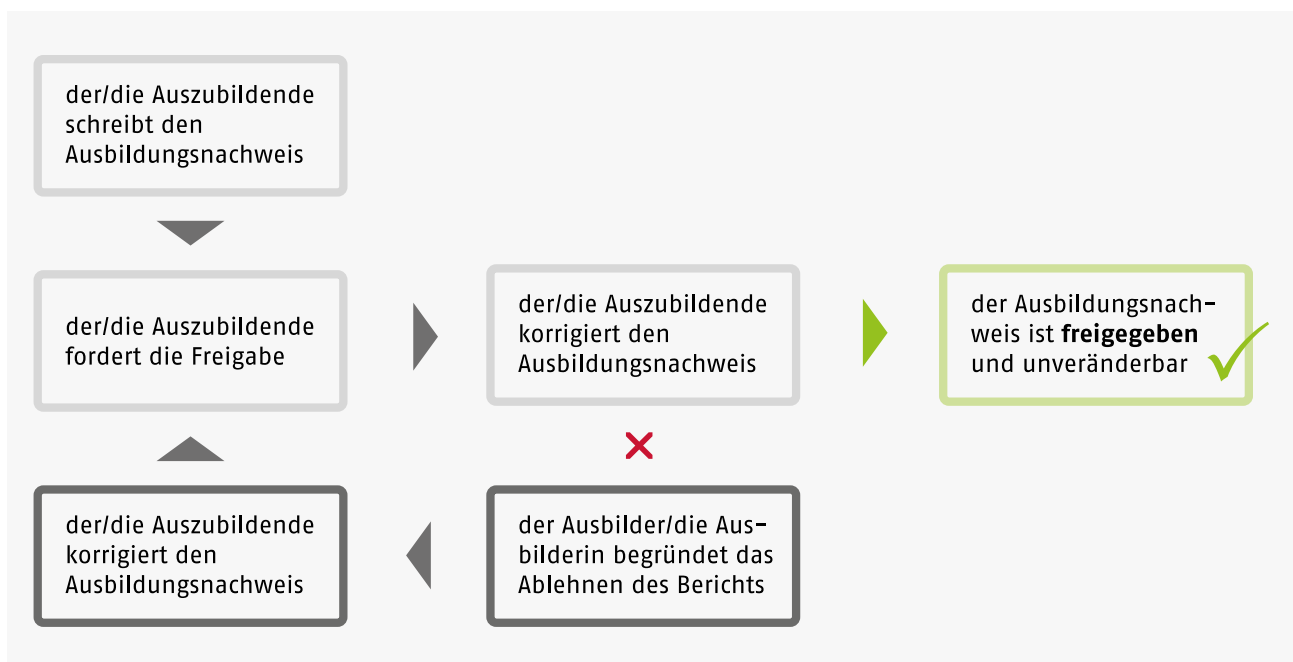 der/die Auszubildende
schreibt den
Ausbildungsnachweis
der/die Auszubildende
fordert die Freigabe
der/die Auszubildende
korrigiert den
Ausbildungsnachweis
der Ausbildungsnach-
weis ist freigegeben
und unveränderbar
der/die Auszubildende
korrigiert den
Ausbildungsnachweis
der Ausbilder/die Aus-
bilderin begründet das
Ablehnen des Berichts